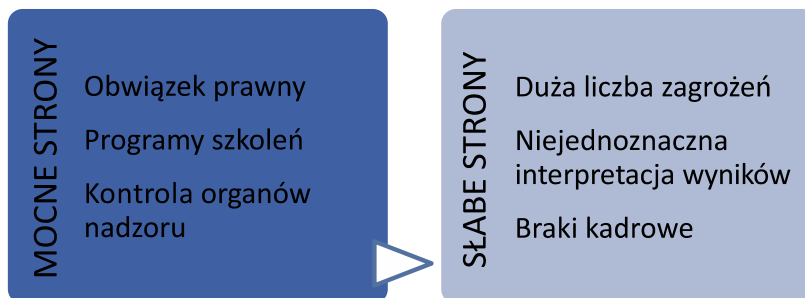 MOCNE STRONY
Obwiązek prawny
Programy szkoleń
Kontrola organów
nadzoru
SŁABE STRONY
Duża liczba zagrożeń
Niejednoznaczna
interpretacja wyników
Braki kadrowe